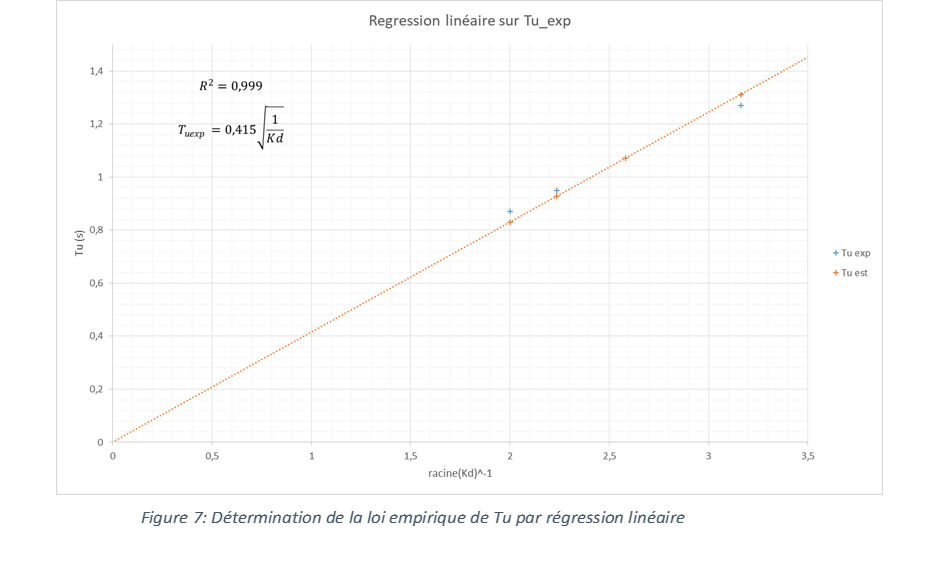 Regression linéaire sur Tu_exp
R² = 0,999
T_uexp = 0,415 √(1/Kd)
1,4
1,2
1
0,8
0,6
0,4
0,2
0
Tu (s)
0 0,5 1 1,5 2 2,5 3 3,5
racine(Kd)^-1
Tu exp
Tu est
Figure 7: Détermination de la loi empirique de Tu par régression linéaire